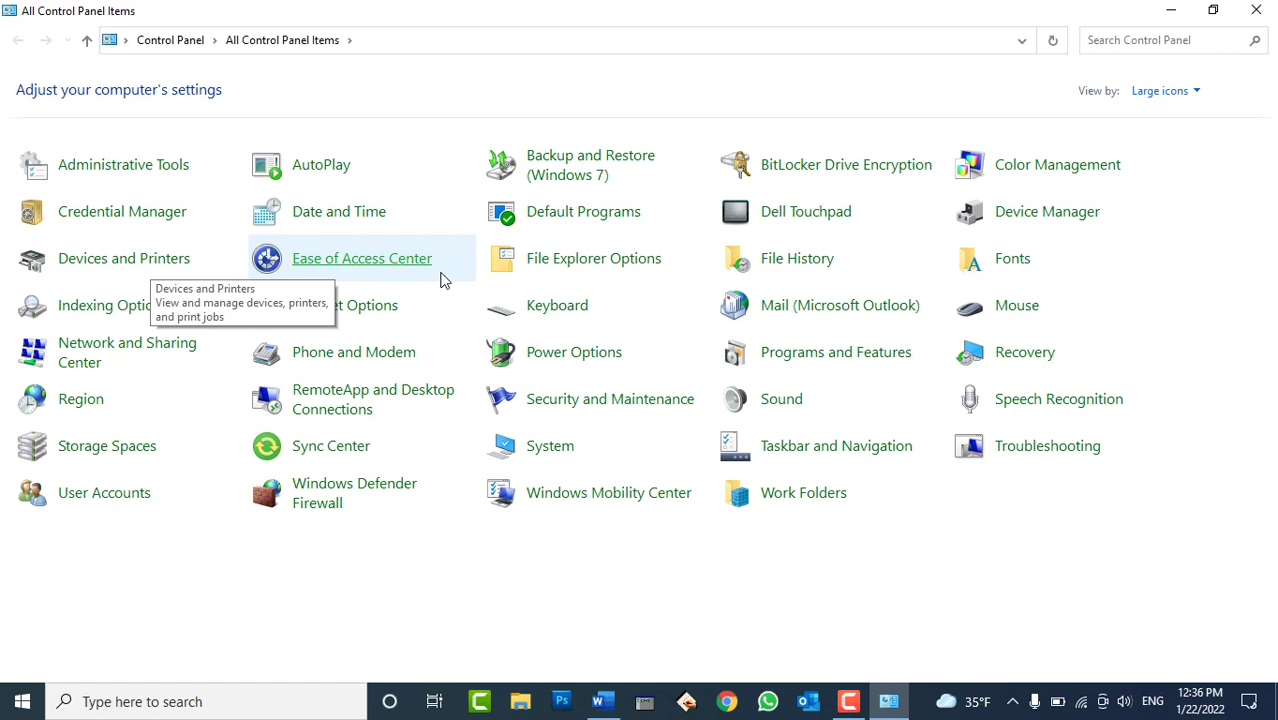 All Control Panel Items
Control Panel
All Control Panel Items
Search Control Panel
Adjust your computer's settings
View by: Large icons
Administrative Tools
AutoPlay
Backup and Restore
(Windows 7)
BitLocker Drive Encryption
Color Management
Credential Manager
Date and Time
Default Programs
Dell Touchpad
Device Manager
Devices and Printers
Ease of Access Center
File Explorer Options
File History
Fonts
Devices and Printers
View and manage devices, printers,
and print jobs
Indexing
Options
Keyboard
Mail (Microsoft Outlook)
Mouse
Network and Sharing
Center
Phone and Modem
Power Options
Programs and Features
Recovery
Region
RemoteApp and Desktop
Connections
Security and Maintenance
Sound
Speech Recognition
Storage Spaces
Sync Center
System
Taskbar and Navigation
Troubleshooting
User Accounts
Windows Defender
Firewall
Windows Mobility Center
Work Folders
Type here to search
Ps
W
35°F
ENG
12:36 PM
1/22/2022